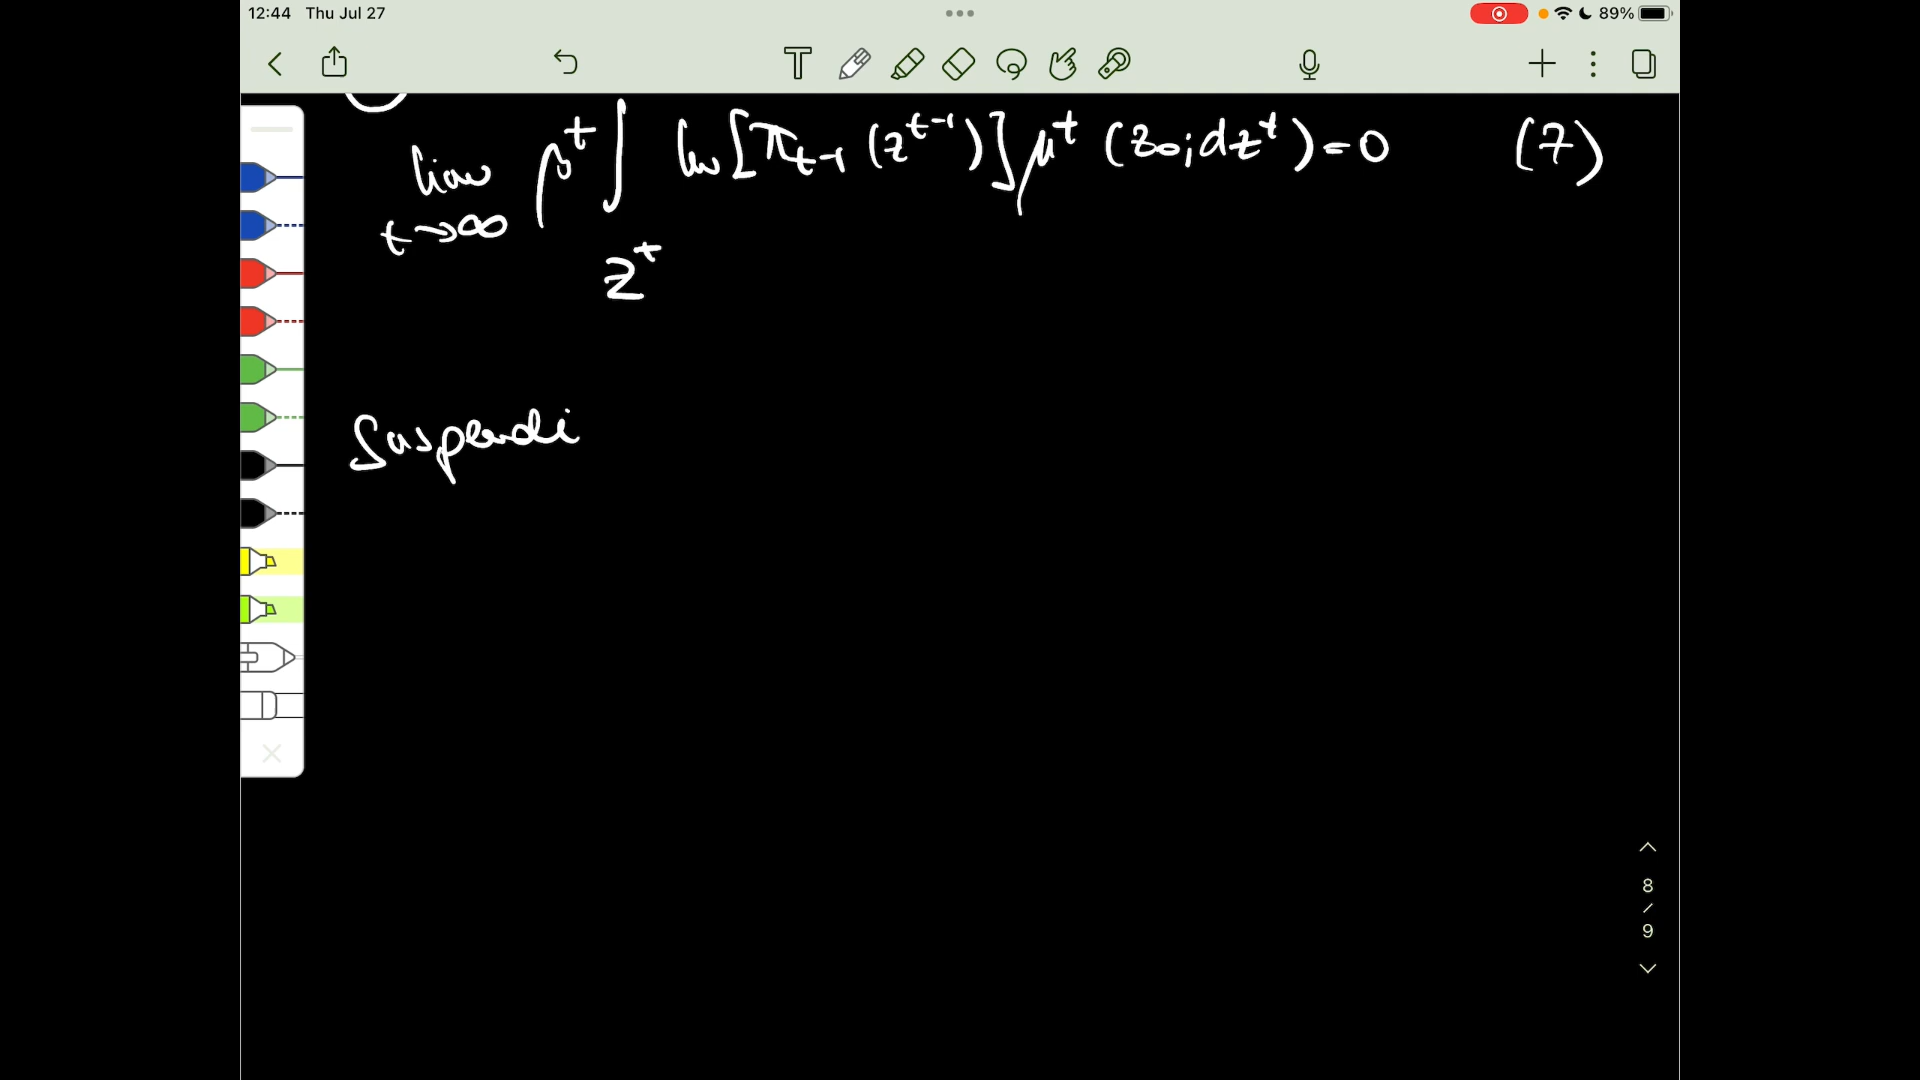 12:44 Thu Jul 27 89%
lim t→∞ β^t ∫_{Z^t} ln[π_{t-1}(z^{t-1})] μ^t(z_0; dz^t) = 0 (7)
Suspendi
8
/
9